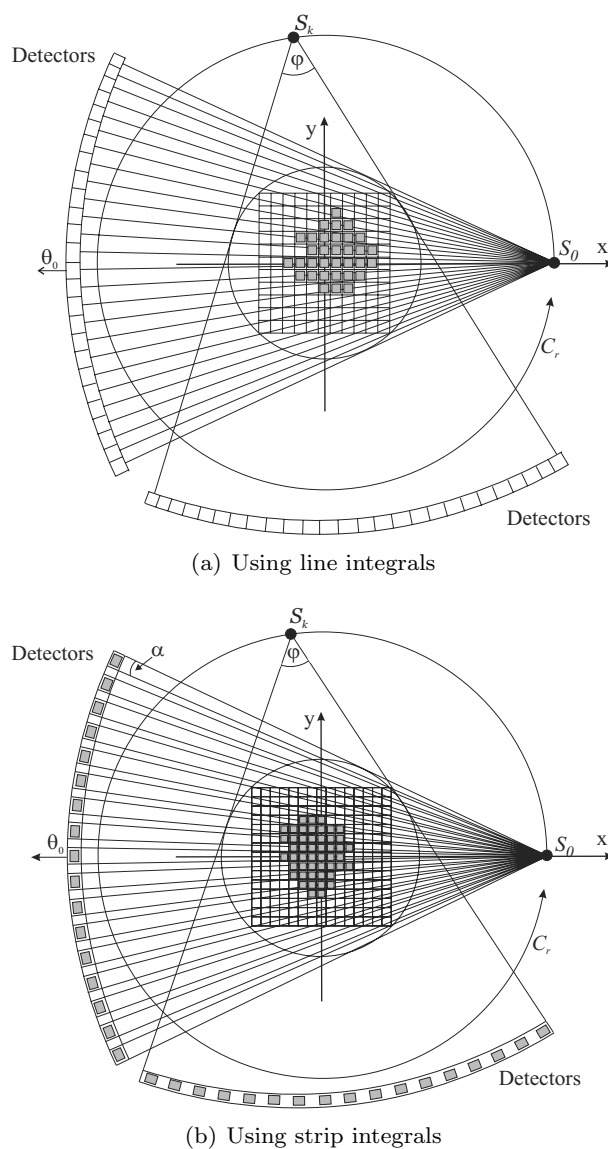 S_k
Detectors
φ
y
θ_0
S_0
x
C_r
Detectors
(a) Using line integrals
S_k
Detectors
α
φ
y
θ_0
S_0
x
C_r
Detectors
(b) Using strip integrals